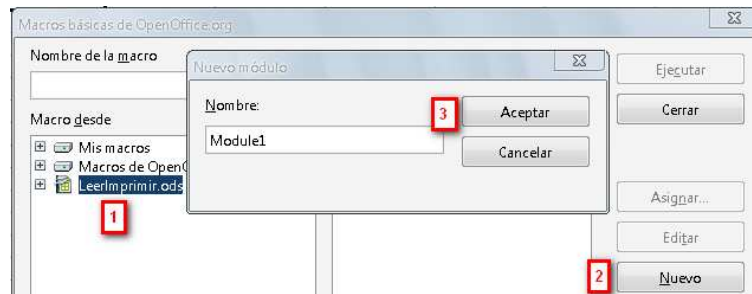 Macros básicas de OpenOffice.org
Nombre de la macro
Nuevo módulo
Nombre:
Module1
3
Aceptar
Cancelar
Ejecutar
Cerrar
Macro desde
Mis macros
Macros de Open
LeerImprimir.ods
1
Asignar...
Editar
2
Nuevo